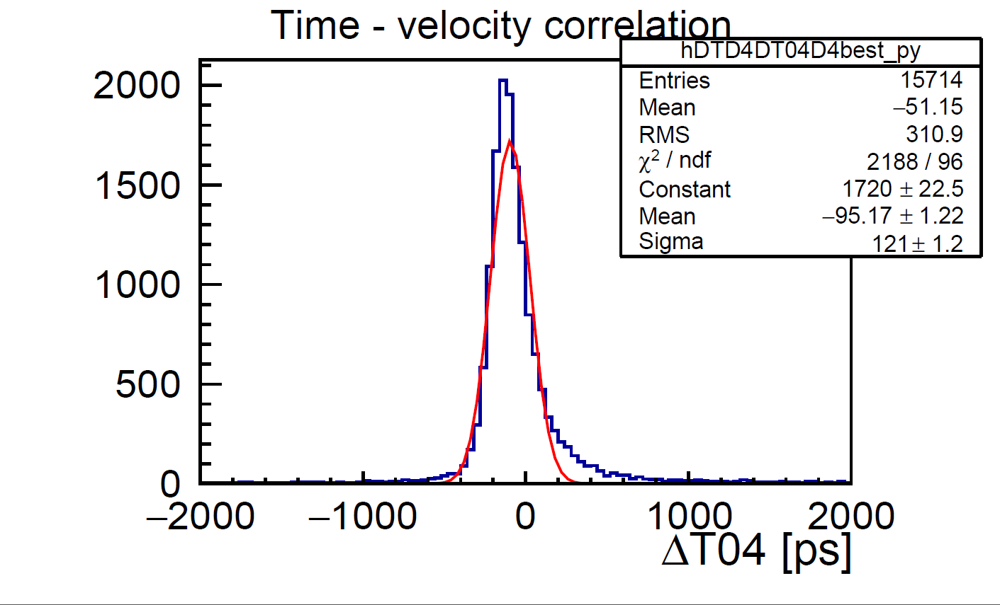 Time - velocity correlation
hDTD4DT04D4best_py
Entries 15714
Mean −51.15
RMS 310.9
χ² / ndf 2188 / 96
Constant 1720 ± 22.5
Mean −95.17 ± 1.22
Sigma 121± 1.2
2000
1500
1000
500
0
−2000 −1000 0 1000 2000
ΔT04 [ps]